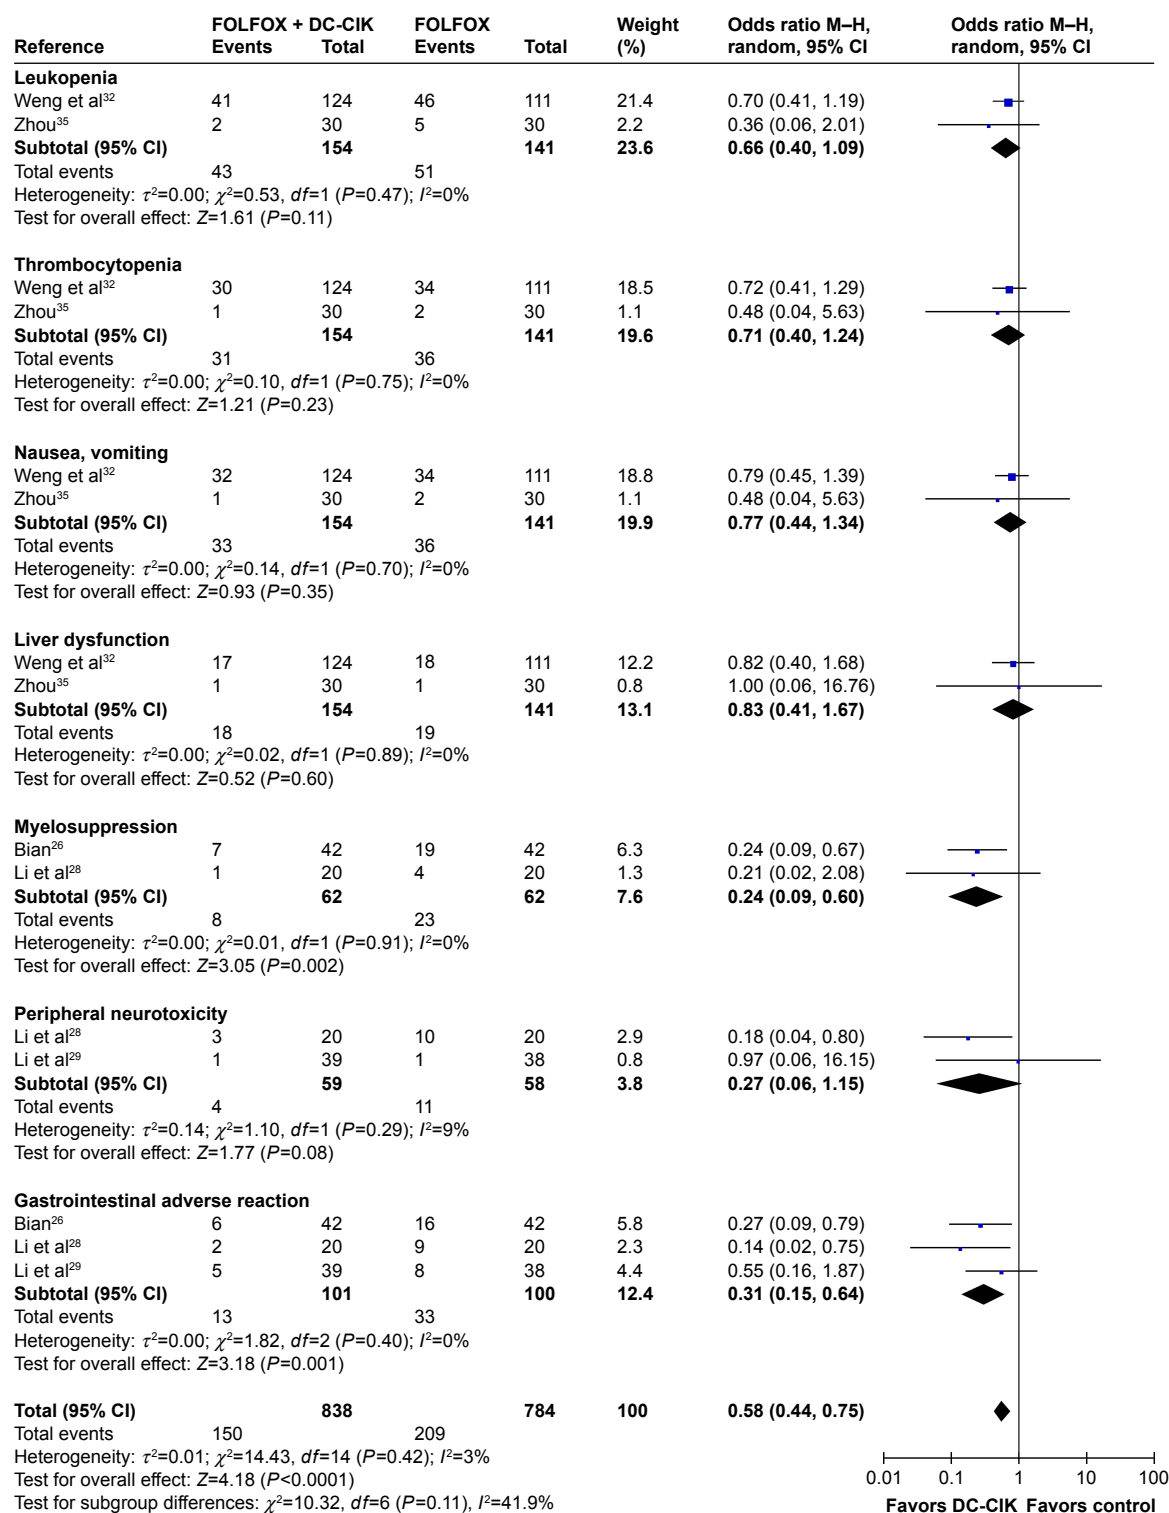 FOLFOX + DC-CIK FOLFOX Weight Odds ratio M–H, Odds ratio M–H,
Reference Events Total Events Total (%) random, 95% CI random, 95% CI
Leukopenia
Weng et al32 41 124 46 111 21.4 0.70 (0.41, 1.19)
Zhou35 2 30 5 30 2.2 0.36 (0.06, 2.01)
Subtotal (95% CI) 154 141 23.6 0.66 (0.40, 1.09)
Total events 43 51
Heterogeneity: τ2=0.00; χ2=0.53, df=1 (P=0.47); I2=0%
Test for overall effect: Z=1.61 (P=0.11)
Thrombocytopenia
Weng et al32 30 124 34 111 18.5 0.72 (0.41, 1.29)
Zhou35 1 30 2 30 1.1 0.48 (0.04, 5.63)
Subtotal (95% CI) 154 141 19.6 0.71 (0.40, 1.24)
Total events 31 36
Heterogeneity: τ2=0.00; χ2=0.10, df=1 (P=0.75); I2=0%
Test for overall effect: Z=1.21 (P=0.23)
Nausea, vomiting
Weng et al32 32 124 34 111 18.8 0.79 (0.45, 1.39)
Zhou35 1 30 2 30 1.1 0.48 (0.04, 5.63)
Subtotal (95% CI) 154 141 19.9 0.77 (0.44, 1.34)
Total events 33 36
Heterogeneity: τ2=0.00; χ2=0.14, df=1 (P=0.70); I2=0%
Test for overall effect: Z=0.93 (P=0.35)
Liver dysfunction
Weng et al32 17 124 18 111 12.2 0.82 (0.40, 1.68)
Zhou35 1 30 1 30 0.8 1.00 (0.06, 16.76)
Subtotal (95% CI) 154 141 13.1 0.83 (0.41, 1.67)
Total events 18 19
Heterogeneity: τ2=0.00; χ2=0.02, df=1 (P=0.89); I2=0%
Test for overall effect: Z=0.52 (P=0.60)
Myelosuppression
Bian26 7 42 19 42 6.3 0.24 (0.09, 0.67)
Li et al28 1 20 4 20 1.3 0.21 (0.02, 2.08)
Subtotal (95% CI) 62 62 7.6 0.24 (0.09, 0.60)
Total events 8 23
Heterogeneity: τ2=0.00; χ2=0.01, df=1 (P=0.91); I2=0%
Test for overall effect: Z=3.05 (P=0.002)
Peripheral neurotoxicity
Li et al28 3 20 10 20 2.9 0.18 (0.04, 0.80)
Li et al29 1 39 1 38 0.8 0.97 (0.06, 16.15)
Subtotal (95% CI) 59 58 3.8 0.27 (0.06, 1.15)
Total events 4 11
Heterogeneity: τ2=0.14; χ2=1.10, df=1 (P=0.29); I2=9%
Test for overall effect: Z=1.77 (P=0.08)
Gastrointestinal adverse reaction
Bian26 6 42 16 42 5.8 0.27 (0.09, 0.79)
Li et al28 2 20 9 20 2.3 0.14 (0.02, 0.75)
Li et al29 5 39 8 38 4.4 0.55 (0.16, 1.87)
Subtotal (95% CI) 101 100 12.4 0.31 (0.15, 0.64)
Total events 13 33
Heterogeneity: τ2=0.00; χ2=1.82, df=2 (P=0.40); I2=0%
Test for overall effect: Z=3.18 (P=0.001)
Total (95% CI) 838 784 100 0.58 (0.44, 0.75)
Total events 150 209
Heterogeneity: τ2=0.01; χ2=14.43, df=14 (P=0.42); I2=3%
Test for overall effect: Z=4.18 (P<0.0001)
Test for subgroup differences: χ2=10.32, df=6 (P=0.11), I2=41.9%
0.01 0.1 1 10 100
Favors DC-CIK Favors control